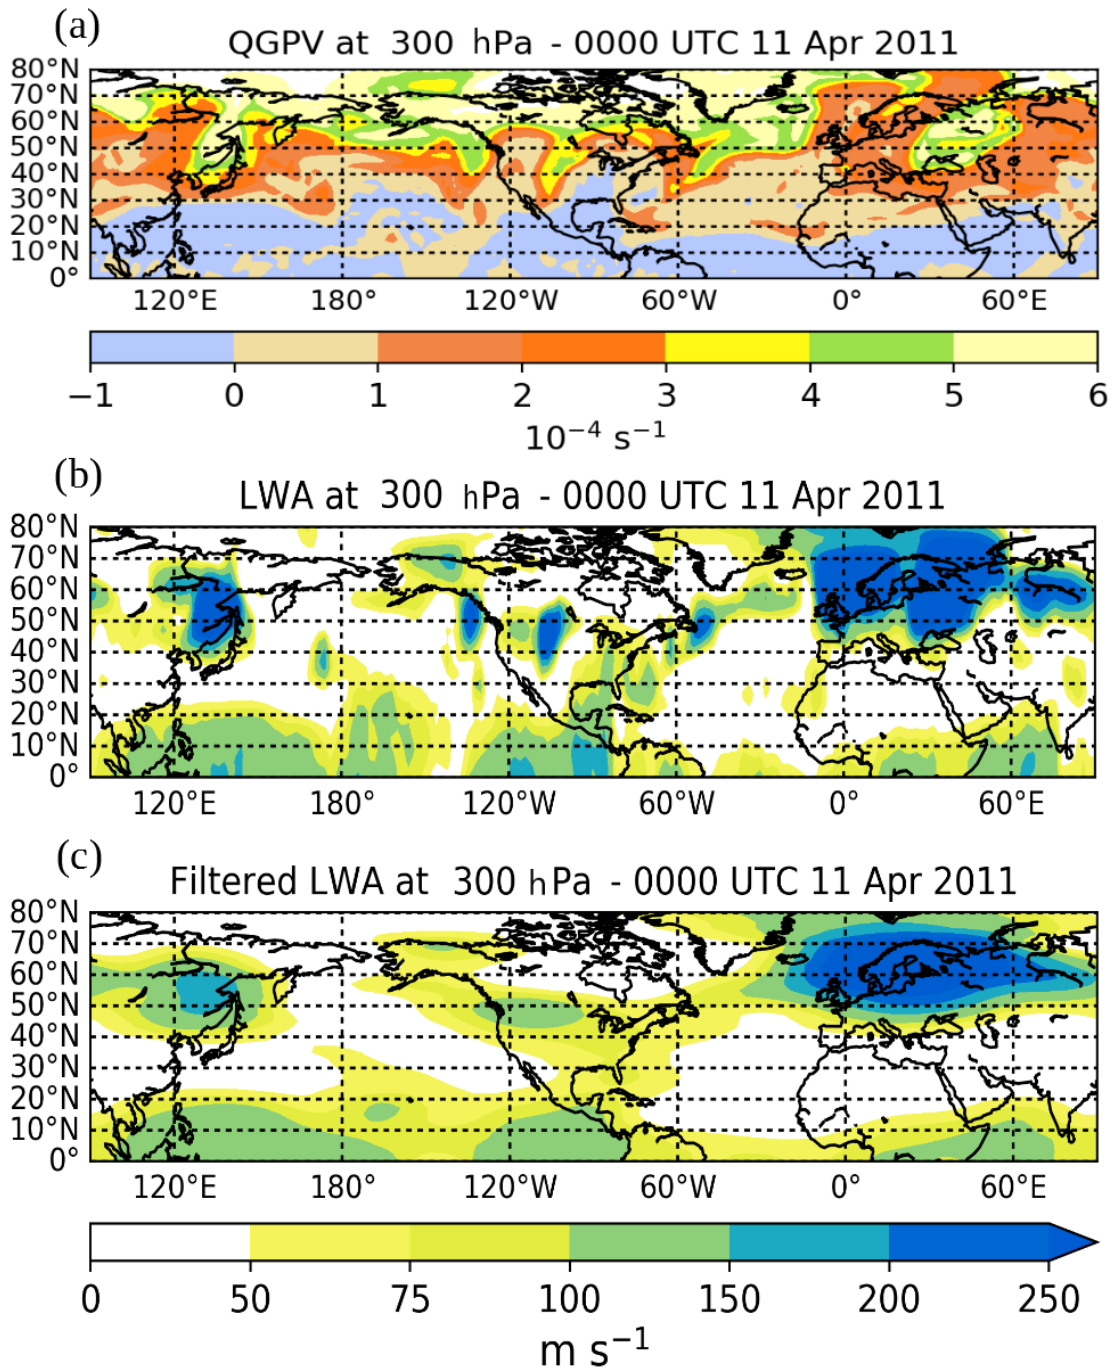 (a)
QGPV at 300 hPa - 0000 UTC 11 Apr 2011
80°N
70°N
60°N
50°N
40°N
30°N
20°N
10°N
0°
120°E 180° 120°W 60°W 0° 60°E
−1 0 1 2 3 4 5 6
10⁻⁴ s⁻¹
(b)
LWA at 300 hPa - 0000 UTC 11 Apr 2011
80°N
70°N
60°N
50°N
40°N
30°N
20°N
10°N
0°
120°E 180° 120°W 60°W 0° 60°E
(c)
Filtered LWA at 300 hPa - 0000 UTC 11 Apr 2011
80°N
70°N
60°N
50°N
40°N
30°N
20°N
10°N
0°
120°E 180° 120°W 60°W 0° 60°E
0 50 75 100 150 200 250
m s⁻¹